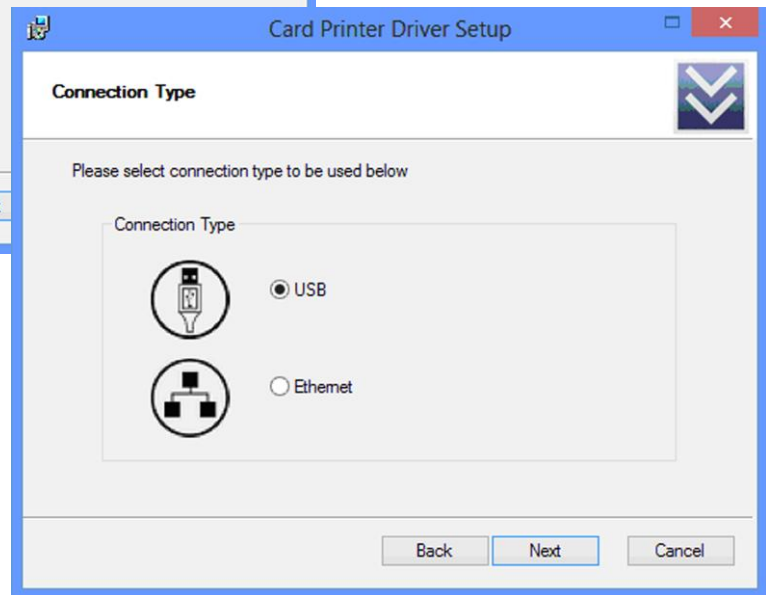 Card Printer Driver Setup
Connection Type
Please select connection type to be used below
Connection Type
USB
Ethernet
Back
Next
Cancel